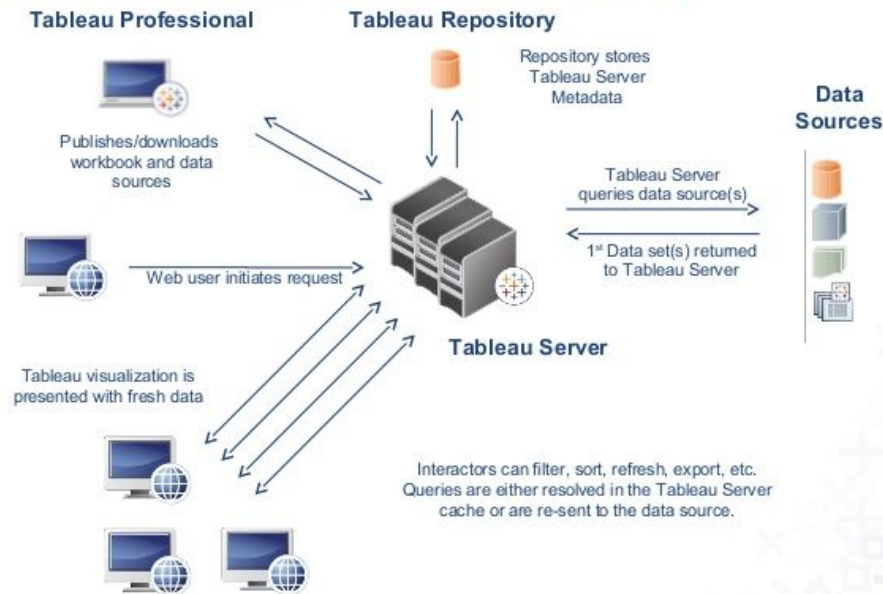 Tableau Professional
Publishes/downloads
workbook and data
sources
Tableau Repository
Repository stores
Tableau Server
Metadata
Data
Sources
Tableau Server
queries data source(s)
1st Data set(s) returned
to Tableau Server
Web user initiates request
Tableau Server
Tableau visualization is
presented with fresh data
Interactors can filter, sort, refresh, export, etc.
Queries are either resolved in the Tableau Server
cache or are re-sent to the data source.